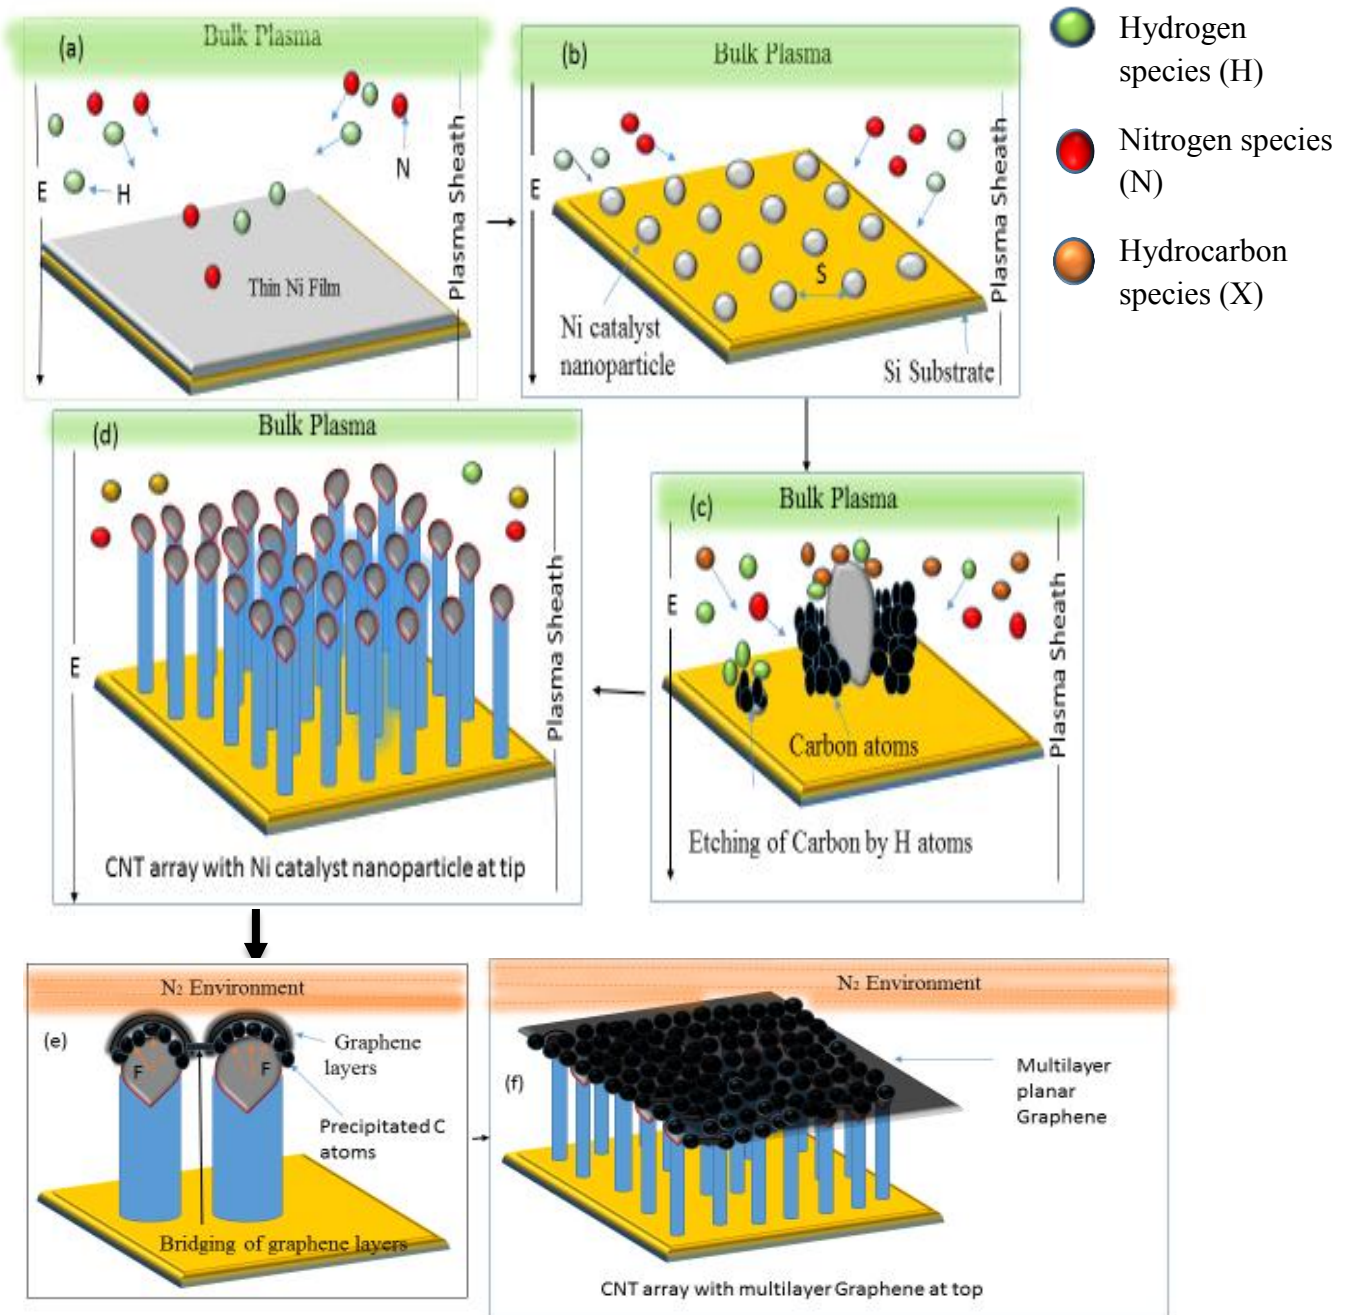 (a)
Bulk Plasma
E
H
N
Thin Ni Film
Plasma Sheath
(b)
Bulk Plasma
E
S
Ni catalyst
nanoparticle
Si Substrate
Plasma Sheath
Hydrogen
species (H)
Nitrogen species
(N)
Hydrocarbon
species (X)
(d)
Bulk Plasma
E
Plasma Sheath
CNT array with Ni catalyst nanoparticle at tip
(c)
Bulk Plasma
E
Carbon atoms
Etching of Carbon by H atoms
Plasma Sheath
N2 Environment
(e)
F
F
Graphene
layers
Precipitated C
atoms
Bridging of graphene layers
N2 Environment
(f)
Multilayer
planar
Graphene
CNT array with multilayer Graphene at top